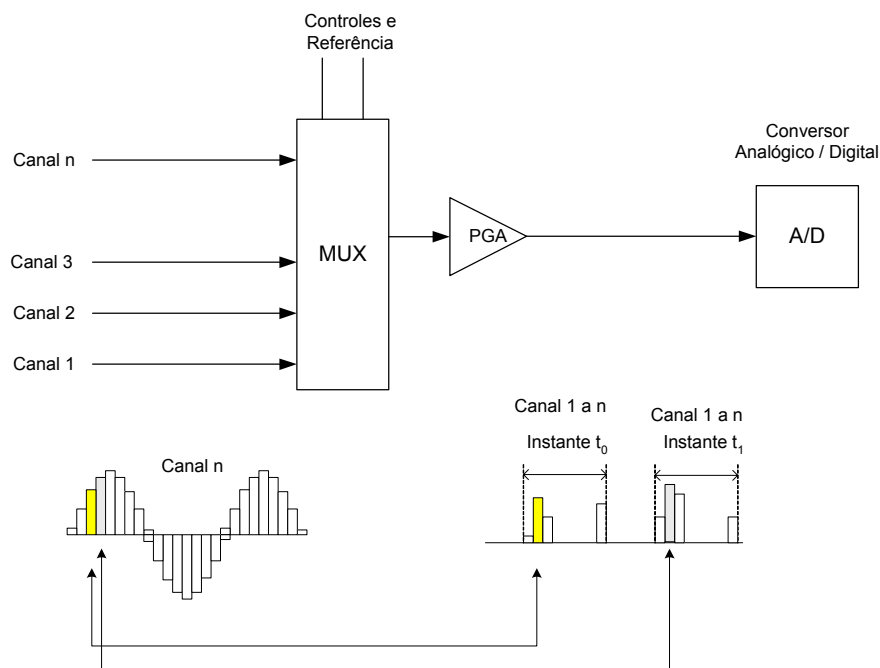 Controles e
Referência
Canal n
Canal 3
Canal 2
Canal 1
MUX
PGA
Conversor
Analógico / Digital
A/D
Canal n
Canal 1 a n
Instante t₀
Canal 1 a n
Instante t₁